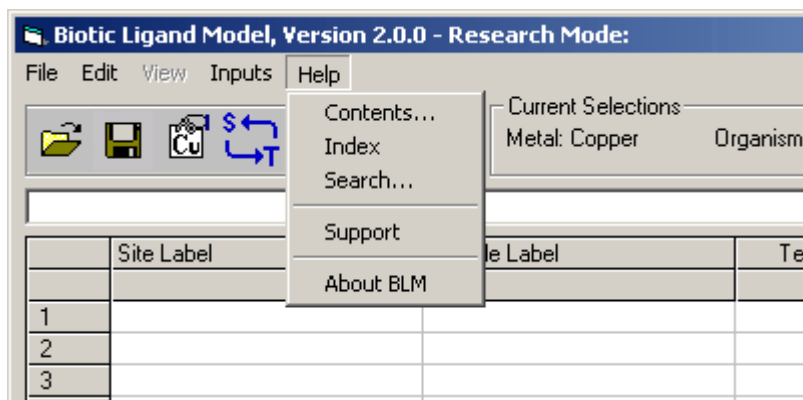 Biotic Ligand Model, Version 2.0.0 - Research Mode:
File Edit View Inputs Help
Contents...
Index
Search...
Support
About BLM
Current Selections
Metal: Copper Organism
Cu
S
T
Site Label le Label Te
1
2
3